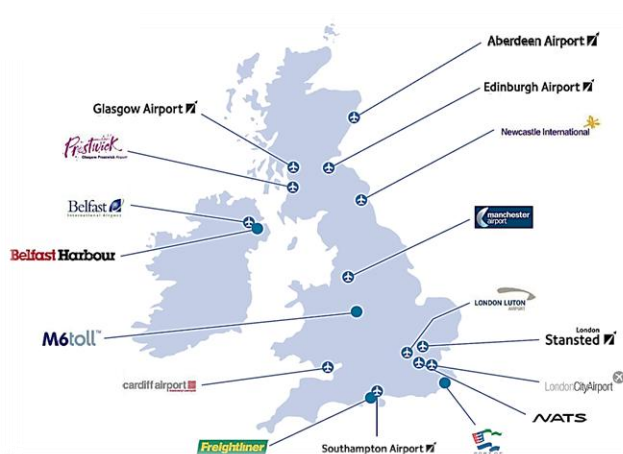 Aberdeen Airport
Glasgow Airport
Edinburgh Airport
Newcastle International
Prestwick
Glasgow Prestwick Airport
Belfast
International Airport
Belfast Harbour
manchester
airport
M6toll™
LONDON LUTON
AIRPORT
London
Stansted
cardiff airport
LondonCityAirport
NATS
Freightliner
Southampton Airport